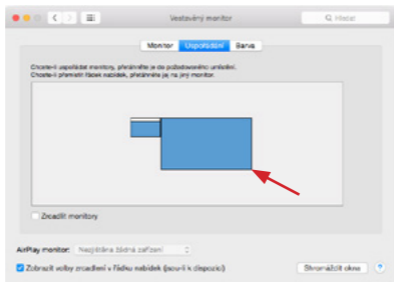 Vestavěný monitor
Hledat
Monitor Uspořádání Barva
Chcete-li uspořádat monitory, přetáhněte je do požadovaného umístění.
Chcete-li přemístit řádek nabídek, přetáhněte jej na jiný monitor.
Zrcadlit monitory
AirPlay monitor: Nezjištěna žádná zařízení
Zobrazit volby zrcadlení v řádku nabídek (jsou-li k dispozici)
Shromáždit okna ?